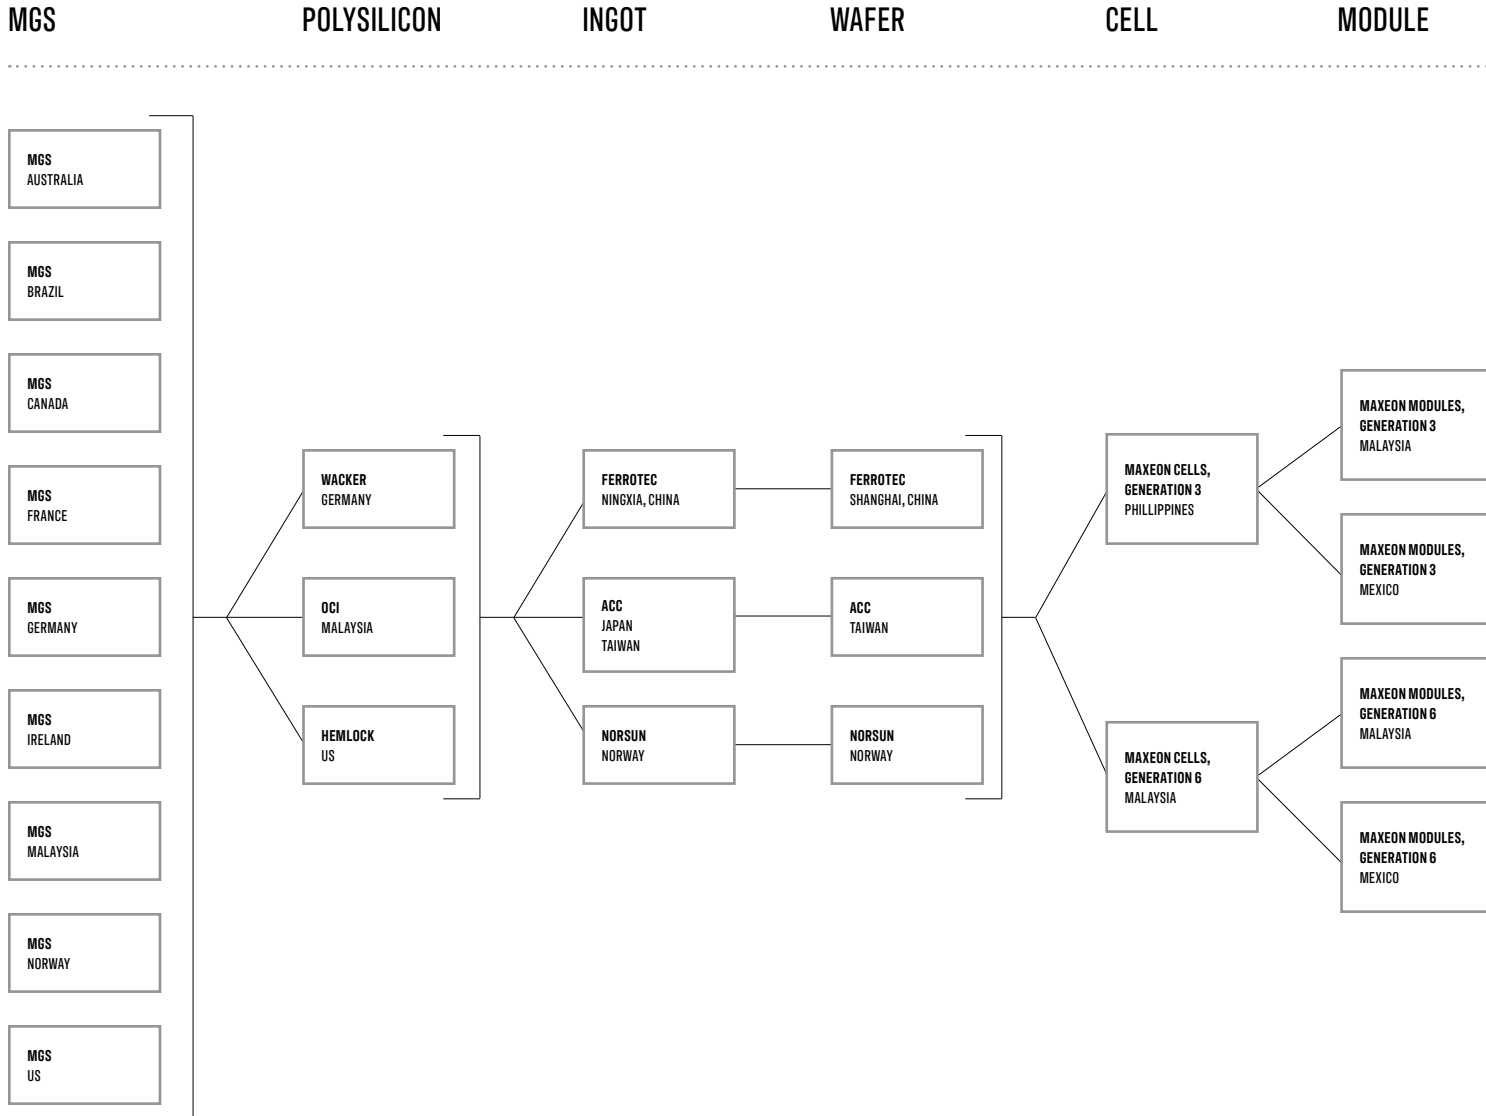 MGS
POLYSILICON
INGOT
WAFER
CELL
MODULE
MGS
AUSTRALIA
MGS
BRAZIL
MGS
CANADA
MGS
FRANCE
MGS
GERMANY
MGS
IRELAND
MGS
MALAYSIA
MGS
NORWAY
MGS
US
WACKER
GERMANY
OCI
MALAYSIA
HEMLOCK
US
FERROTEC
NINGXIA, CHINA
ACC
JAPAN
TAIWAN
NORSUN
NORWAY
FERROTEC
SHANGHAI, CHINA
ACC
TAIWAN
NORSUN
NORWAY
MAXEON CELLS,
GENERATION 3
PHILLIPPINES
MAXEON CELLS,
GENERATION 6
MALAYSIA
MAXEON MODULES,
GENERATION 3
MALAYSIA
MAXEON MODULES,
GENERATION 3
MEXICO
MAXEON MODULES,
GENERATION 6
MALAYSIA
MAXEON MODULES,
GENERATION 6
MEXICO